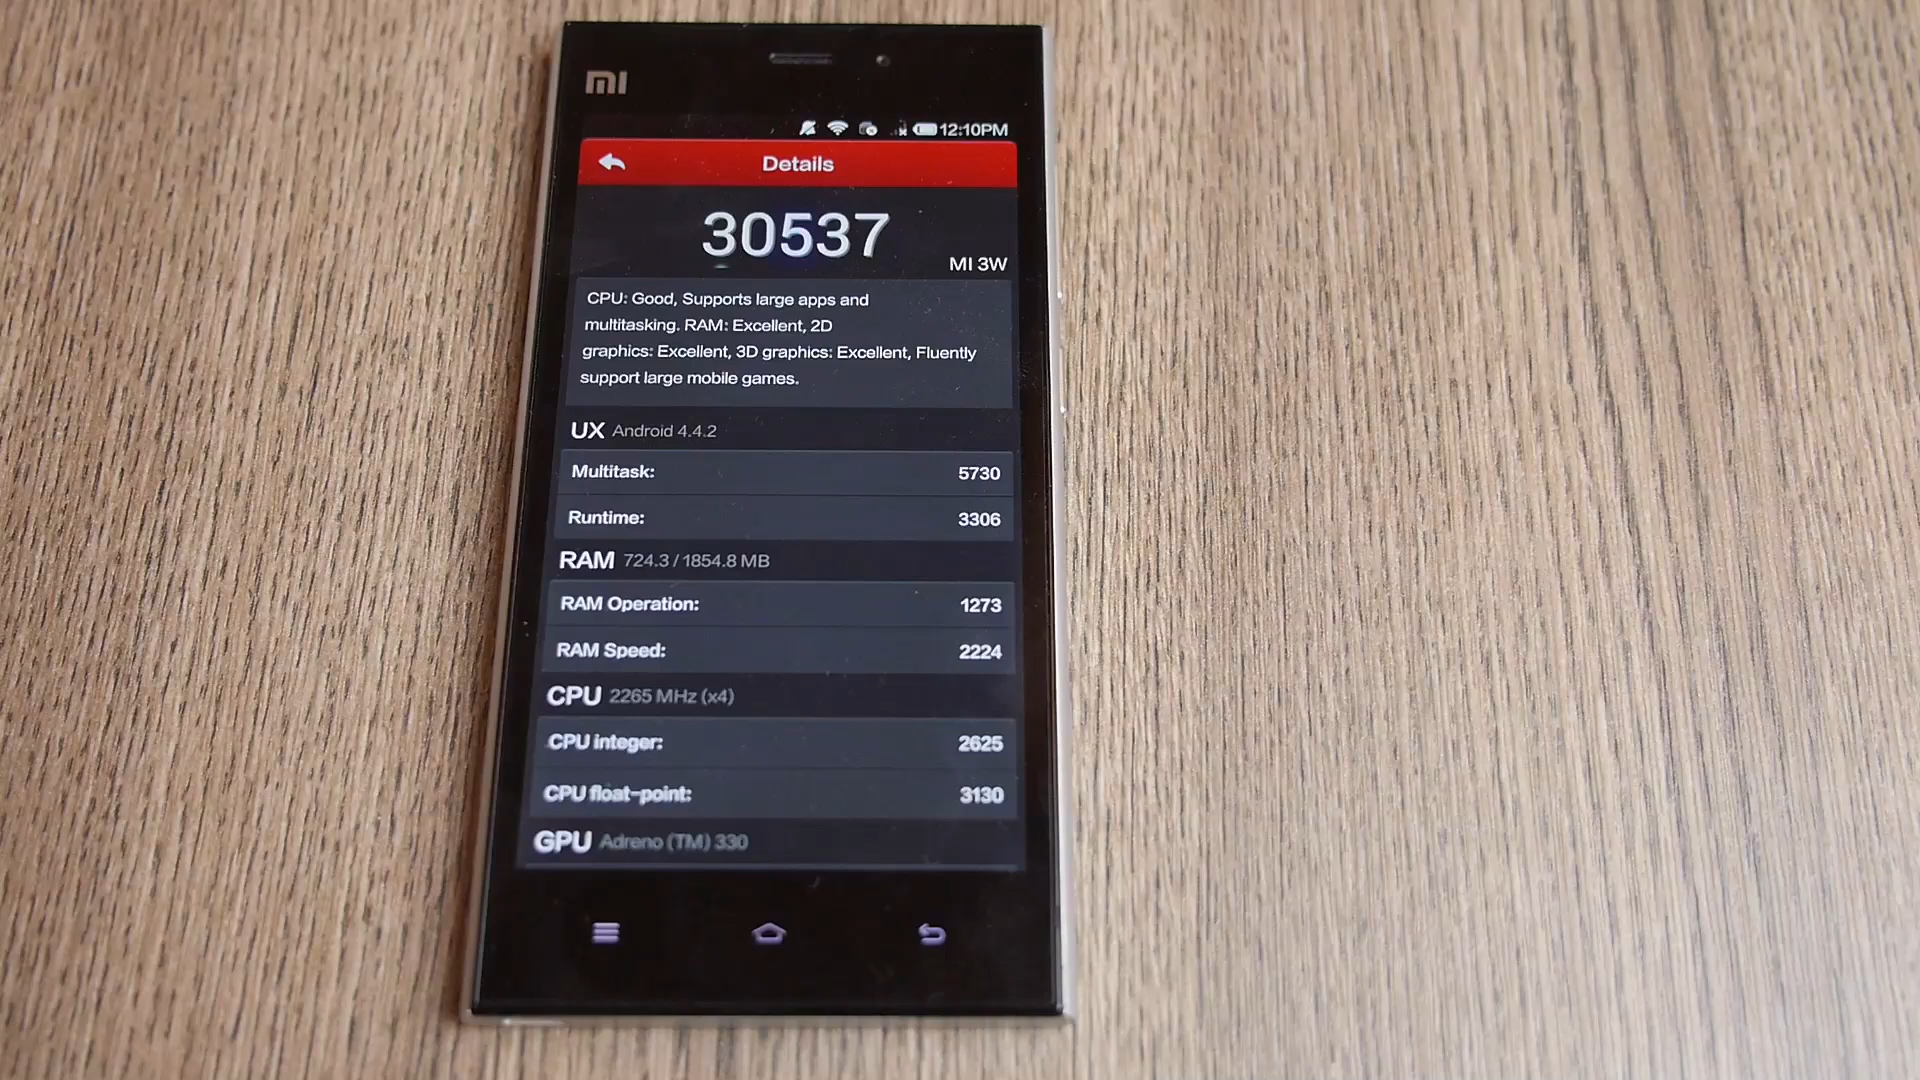 MI
12:10PM
Details
30537
MI 3W
CPU: Good, Supports large apps and
multitasking. RAM: Excellent, 2D
graphics: Excellent, 3D graphics: Excellent, Fluently
support large mobile games.
UX Android 4.4.2
Multitask: 5730
Runtime: 3306
RAM 724.3 / 1854.8 MB
RAM Operation: 1273
RAM Speed: 2224
CPU 2265 MHz (x4)
CPU integer: 2625
CPU float-point: 3130
GPU Adreno (TM) 330